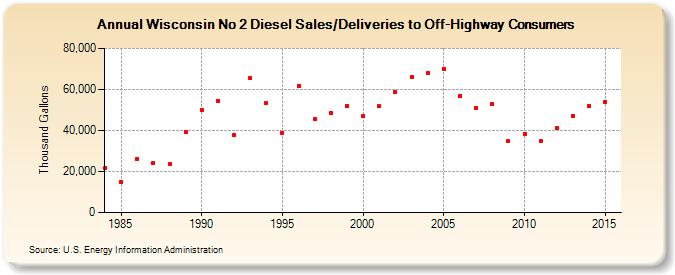 Annual Wisconsin No 2 Diesel Sales/Deliveries to Off-Highway Consumers
80,000
60,000
40,000
20,000
0
Thousand Gallons
1985 1990 1995 2000 2005 2010 2015
Source: U.S. Energy Information Administration